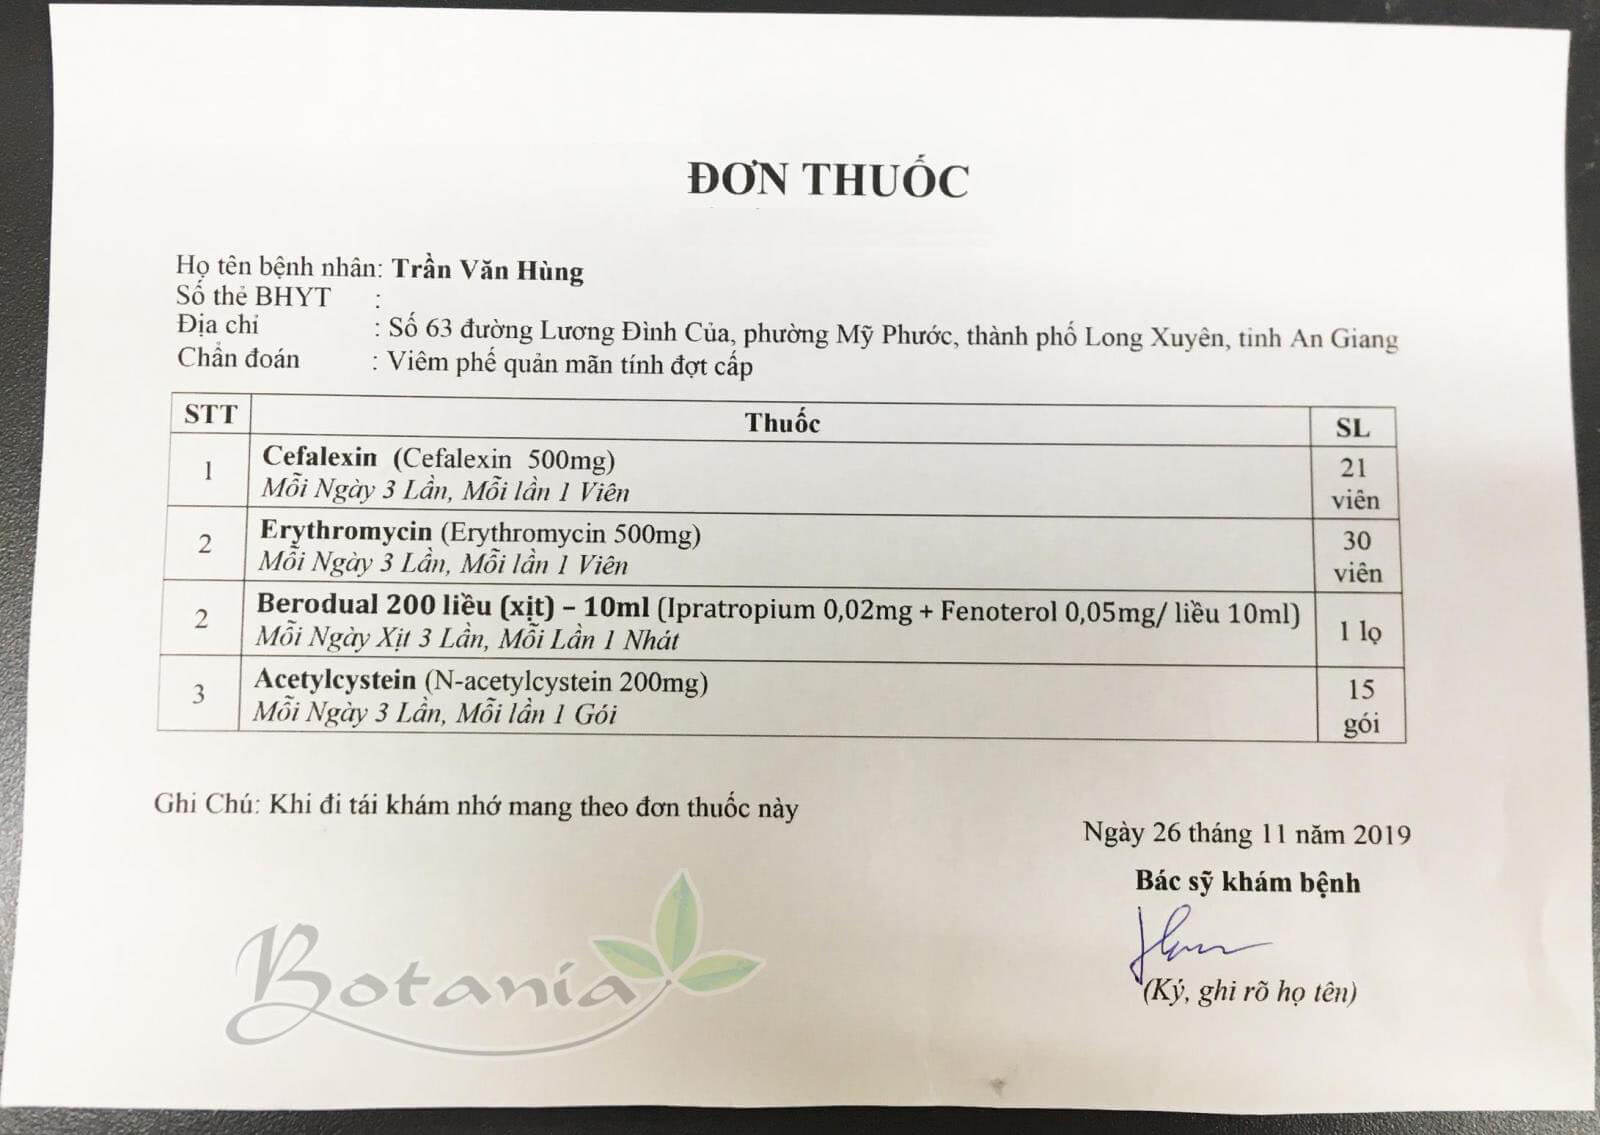 ĐƠN THUỐC
Họ tên bệnh nhân: Trần Văn Hùng
Số thẻ BHYT :
Địa chỉ : Số 63 đường Lương Đình Của, phường Mỹ Phước, thành phố Long Xuyên, tỉnh An Giang
Chẩn đoán : Viêm phế quản mãn tính đợt cấp
STT Thuốc SL
1 Cefalexin (Cefalexin 500mg) 21
Mỗi Ngày 3 Lần, Mỗi lần 1 Viên viên
2 Erythromycin (Erythromycin 500mg) 30
Mỗi Ngày 3 Lần, Mỗi lần 1 Viên viên
2 Berodual 200 liều (xịt) – 10ml (Ipratropium 0,02mg + Fenoterol 0,05mg/ liều 10ml) 1 lọ
Mỗi Ngày Xịt 3 Lần, Mỗi Lần 1 Nhát
3 Acetylcystein (N-acetylcystein 200mg) 15
Mỗi Ngày 3 Lần, Mỗi lần 1 Gói gói
Ghi Chú: Khi đi tái khám nhớ mang theo đơn thuốc này
Ngày 26 tháng 11 năm 2019
Bác sỹ khám bệnh
(Ký, ghi rõ họ tên)
Botania